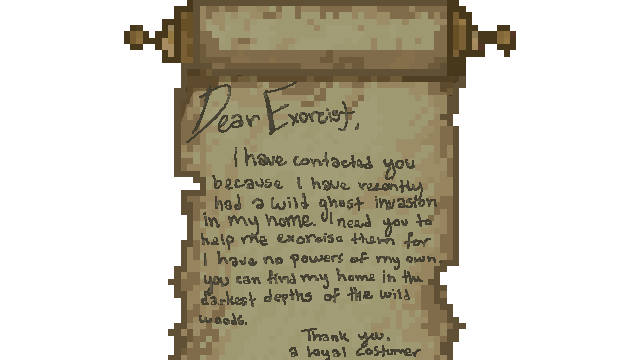 Dear Exorcist,
I have contacted you
because I have recently
had a wild ghost invasion
in my home. I need you to
help me exorcise them for
I have no powers of my own.
you can find my home in the
darkest depths of the wild
woods.
Thank you.
a loyal costumer